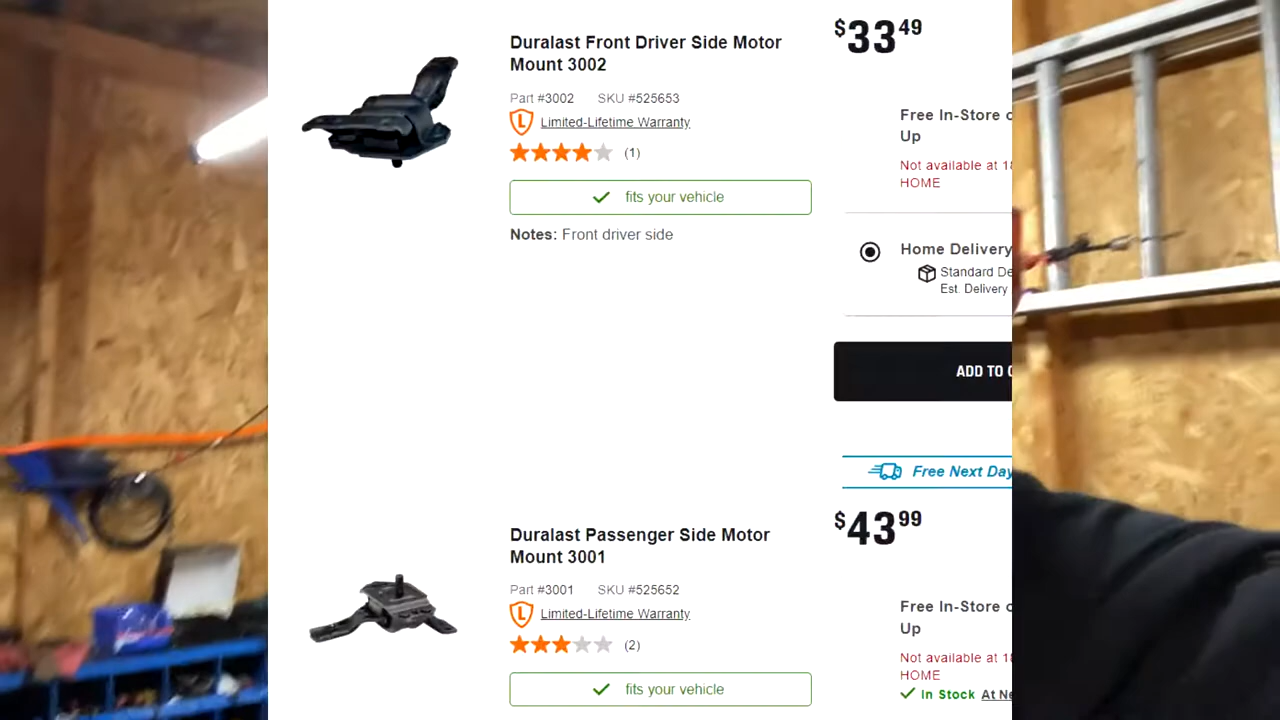 Duralast Front Driver Side Motor
Mount 3002
Part #3002 SKU #525653
Limited-Lifetime Warranty
(1)
fits your vehicle
Notes: Front driver side
$33 49
Free In-Store
Up
Not available at
HOME
Home Delivery
Standard
Est. Delivery
ADD TO
Free Next Day
Duralast Passenger Side Motor
Mount 3001
Part #3001 SKU #525652
Limited-Lifetime Warranty
(2)
fits your vehicle
$43 99
Free In-Store
Up
Not available at
HOME
In Stock At